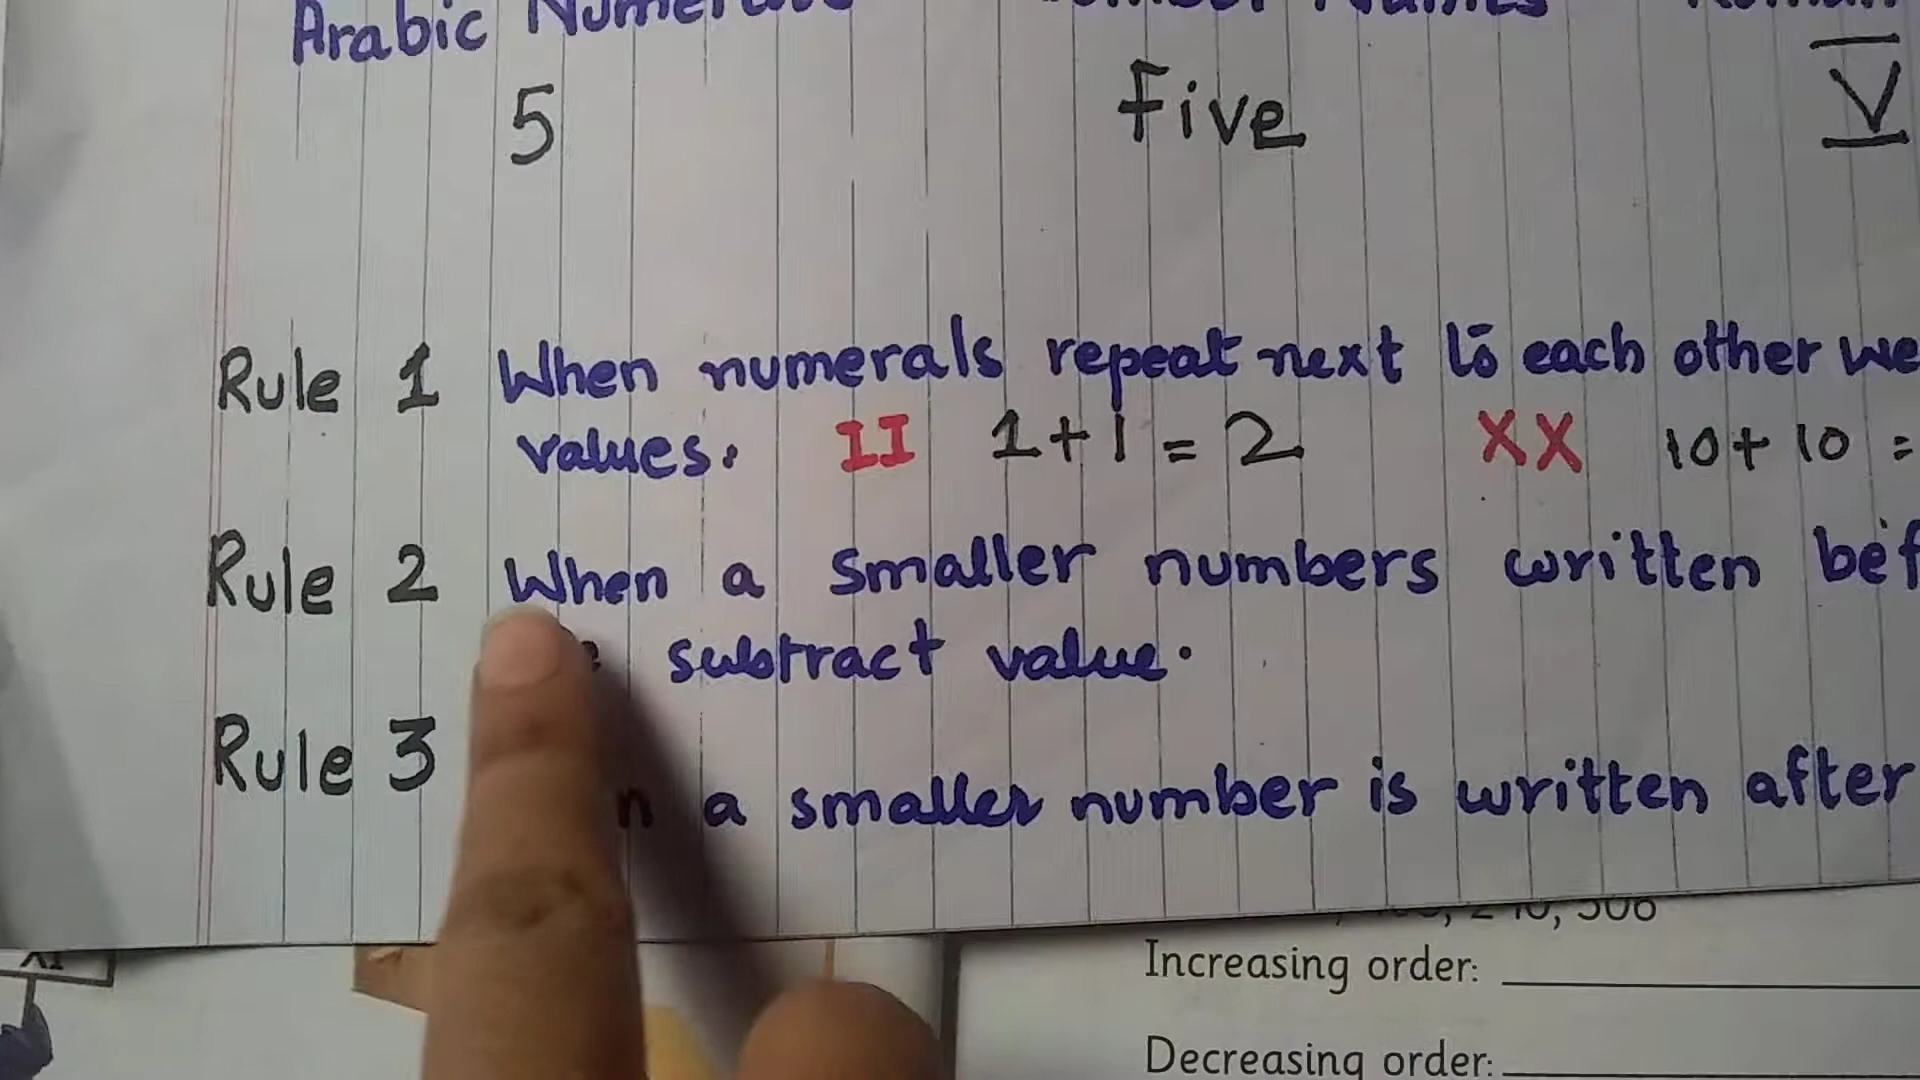 Arabic
5 Five V
Rule 1 When numerals repeat next to each other we
values. II 1+1=2 XX 10+10 =
Rule 2 When a smaller numbers written bef
subtract value.
Rule 3
a smaller number is written after
XI
Increasing order:
Decreasing order: